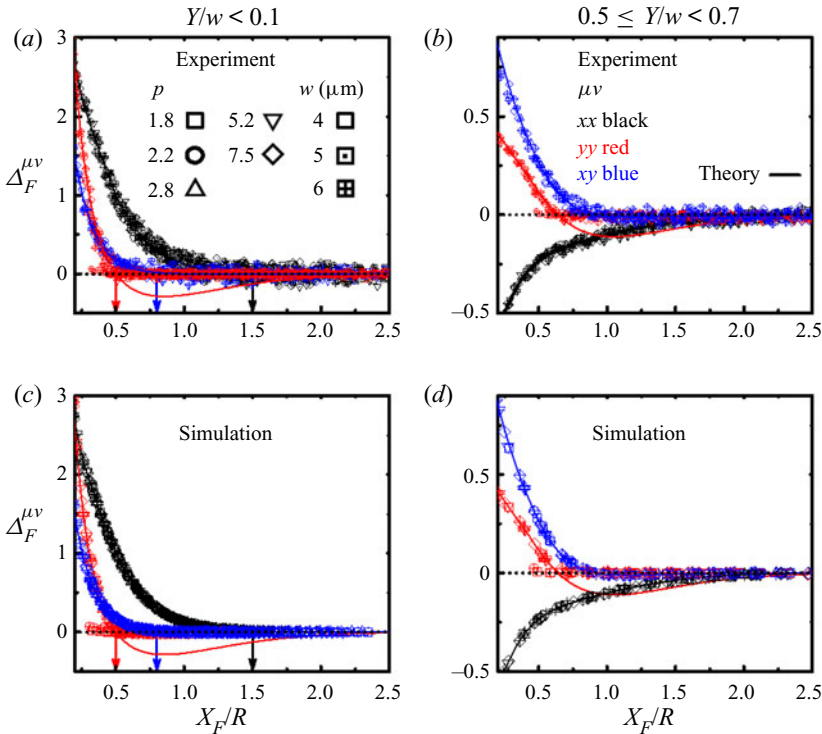 Y/w < 0.1
0.5 ≤ Y/w < 0.7
(a)
3
2
1
0
Δ_F^{μν}
Experiment
p
w (μm)
1.8 □ 5.2 ▽ 4 □
2.2 ○ 7.5 ◇ 5 ⊡
2.8 △ 6 ⊞
0.5 1.0 1.5 2.0 2.5
(b)
0.5
0
–0.5
Experiment
μν
xx black
yy red
xy blue
Theory
0.5 1.0 1.5 2.0 2.5
(c)
3
2
1
0
Δ_F^{μν}
Simulation
0.5 1.0 1.5 2.0 2.5
X_F/R
(d)
0.5
0
–0.5
Simulation
0.5 1.0 1.5 2.0 2.5
X_F/R